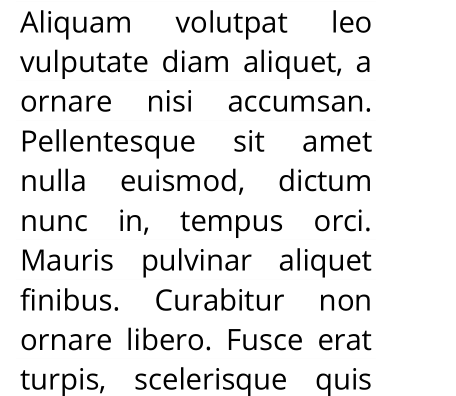 Aliquam volutpat leo
vulputate diam aliquet, a
ornare nisi accumsan.
Pellentesque sit amet
nulla euismod, dictum
nunc in, tempus orci.
Mauris pulvinar aliquet
finibus. Curabitur non
ornare libero. Fusce erat
turpis, scelerisque quis